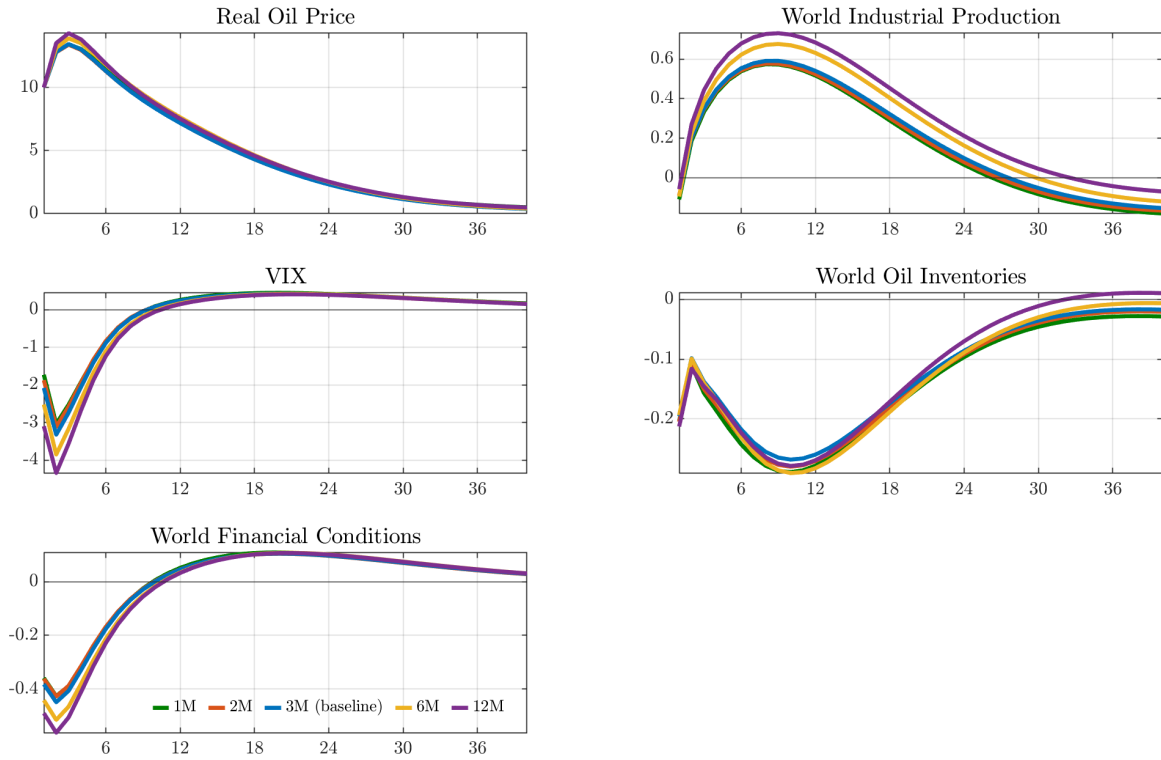 Real Oil Price
10
5
0
6 12 18 24 30 36
World Industrial Production
0.6
0.4
0.2
0
6 12 18 24 30 36
VIX
0
-1
-2
-3
-4
6 12 18 24 30 36
World Oil Inventories
0
-0.1
-0.2
6 12 18 24 30 36
World Financial Conditions
0
-0.2
-0.4
1M 2M 3M (baseline) 6M 12M
6 12 18 24 30 36